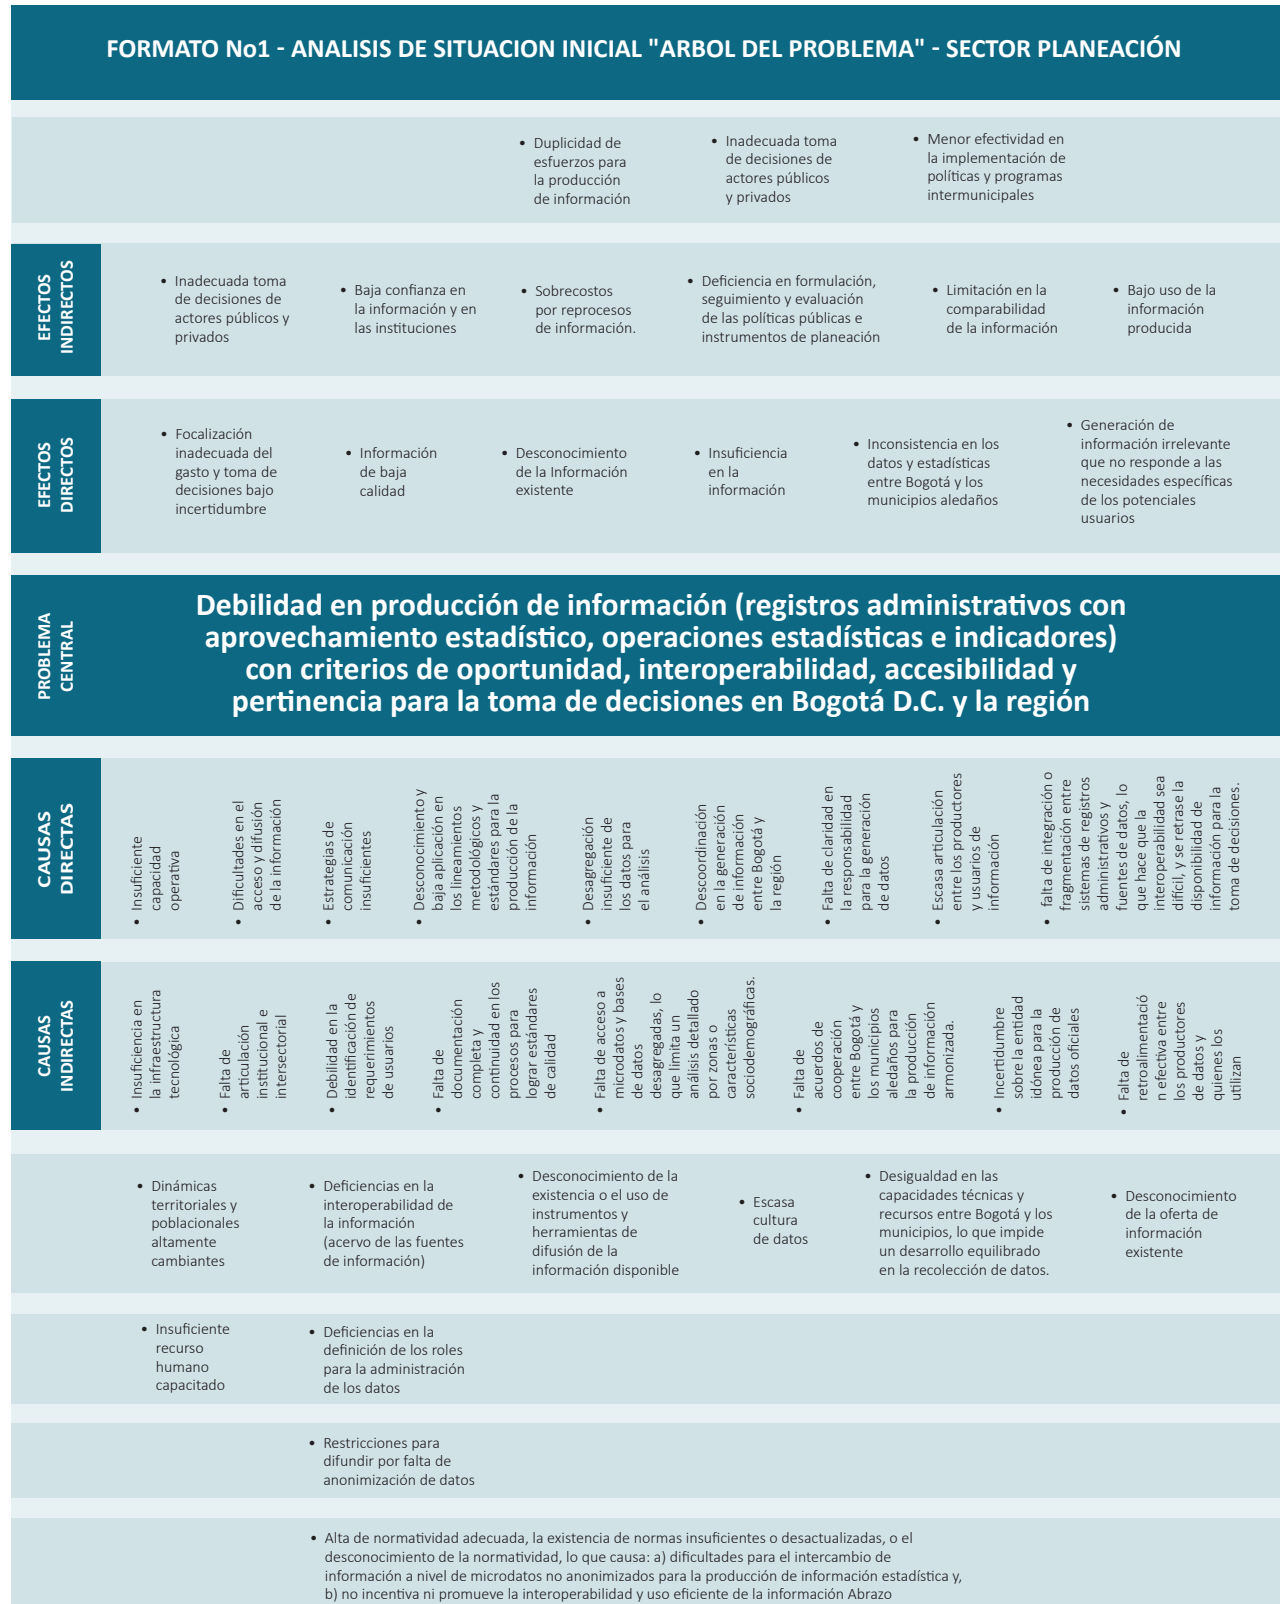 FORMATO No1 - ANALISIS DE SITUACION INICIAL "ARBOL DEL PROBLEMA" - SECTOR PLANEACIÓN
• Duplicidad de
esfuerzos para
la producción
de información
• Inadecuada toma
de decisiones de
actores públicos
y privados
• Menor efectividad en
la implementación de
políticas y programas
intermunicipales
EFECTOS
INDIRECTOS
• Inadecuada toma
de decisiones de
actores públicos y
privados
• Baja confianza en
la información y en
las instituciones
• Sobrecostos
por reprocesos
de información.
• Deficiencia en formulación,
seguimiento y evaluación
de las políticas públicas e
instrumentos de planeación
• Limitación en la
comparabilidad
de la información
• Bajo uso de la
información
producida
EFECTOS
DIRECTOS
• Focalización
inadecuada del
gasto y toma de
decisiones bajo
incertidumbre
• Información
de baja
calidad
• Desconocimiento
de la Información
existente
• Insuficiencia
en la
información
• Inconsistencia en los
datos y estadísticas
entre Bogotá y los
municipios aledaños
• Generación de
información irrelevante
que no responde a las
necesidades específicas
de los potenciales
usuarios
PROBLEMA
CENTRAL
Debilidad en producción de información (registros administrativos con
aprovechamiento estadístico, operaciones estadísticas e indicadores)
con criterios de oportunidad, interoperabilidad, accesibilidad y
pertinencia para la toma de decisiones en Bogotá D.C. y la región
CAUSAS
DIRECTAS
• Insuficiente
capacidad
operativa
• Dificultades en el
acceso y difusión
de la información
• Estrategias de
comunicación
insuficientes
• Desconocimiento y
baja aplicación en
los lineamientos
metodológicos y
estándares para la
producción de la
información
• Desagregación
insuficiente de
los datos para
el análisis
• Descoordinación
en la generación
de información
entre Bogotá y
la región
• Falta de claridad en
la responsabilidad
para la generación
de datos
• Escasa articulación
entre los productores
y usuarios de
información
• falta de integración o
fragmentación entre
sistemas de registros
administrativos y
fuentes de datos, lo
que hace que la
interoperabilidad sea
difícil, y se retrase la
disponibilidad de
información para la
toma de decisiones.
CAUSAS
INDIRECTAS
• Insuficiencia en
la infraestructura
tecnológica
• Falta de
articulación
institucional e
intersectorial
• Debilidad en la
identificación de
requerimientos
de usuarios
• Falta de
documentación
completa y
continuidad en los
procesos para
lograr estándares
de calidad
• Falta de acceso a
microdatos y bases
de datos
desagregadas, lo
que limita un
análisis detallado
por zonas o
características
sociodemográficas.
• Falta de
acuerdos de
cooperación
entre Bogotá y
los municipios
aledaños para
la producción
de información
armonizada.
• Incertidumbre
sobre la entidad
idónea para la
producción de
datos oficiales
• Falta de
retroalimentació
n efectiva entre
los productores
de datos y
quienes los
utilizan
• Dinámicas
territoriales y
poblacionales
altamente
cambiantes
• Deficiencias en la
interoperabilidad de
la información
(acervo de las fuentes
de información)
• Desconocimiento de la
existencia o el uso de
instrumentos y
herramientas de
difusión de la
información disponible
• Escasa
cultura
de datos
• Desigualdad en las
capacidades técnicas y
recursos entre Bogotá y los
municipios, lo que impide
un desarrollo equilibrado
en la recolección de datos.
• Desconocimiento
de la oferta de
información
existente
• Insuficiente
recurso
humano
capacitado
• Deficiencias en la
definición de los roles
para la administración
de los datos
• Restricciones para
difundir por falta de
anonimización de datos
• Alta de normatividad adecuada, la existencia de normas insuficientes o desactualizadas, o el
desconocimiento de la normatividad, lo que causa: a) dificultades para el intercambio de
información a nivel de microdatos no anonimizados para la producción de información estadística y,
b) no incentiva ni promueve la interoperabilidad y uso eficiente de la información Abrazo